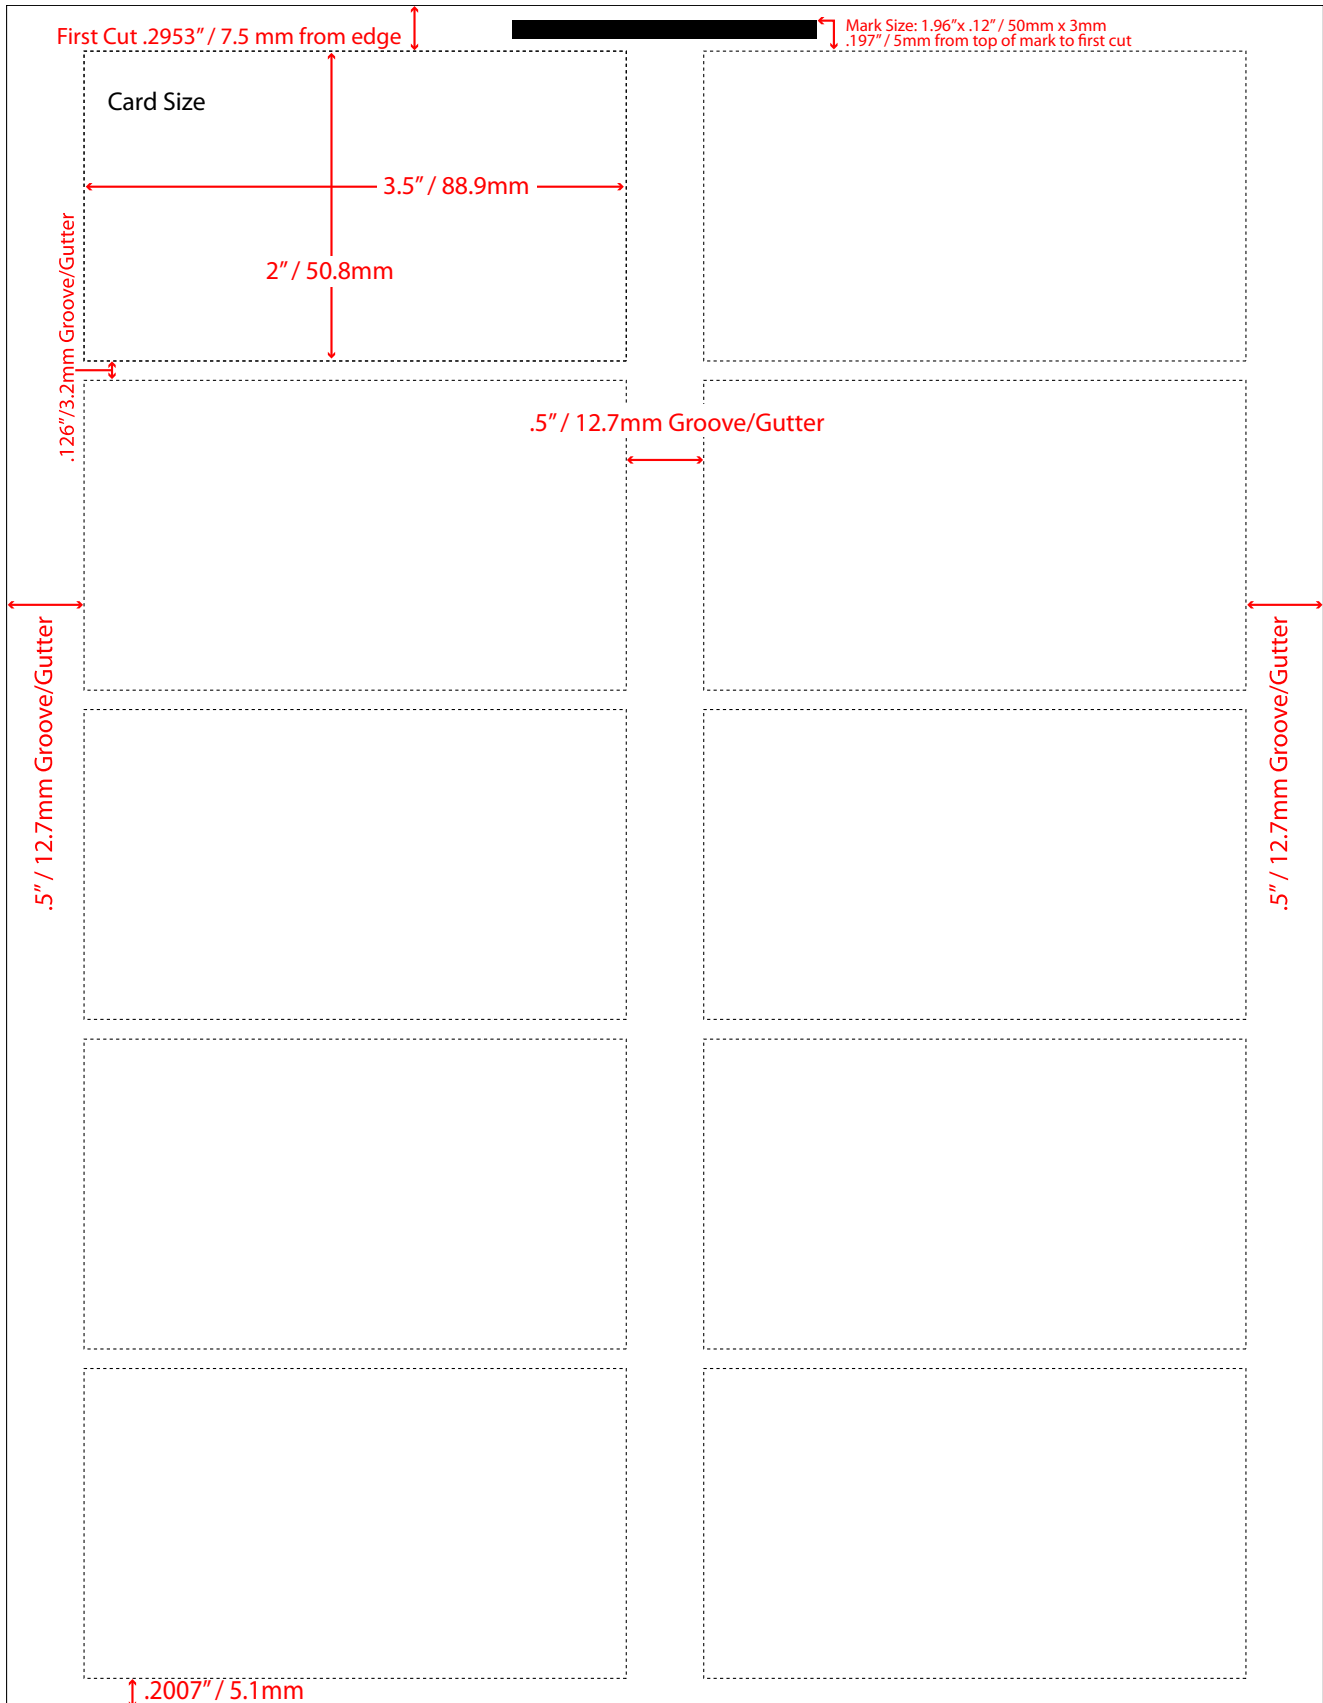 First Cut .2953” / 7.5 mm from edge
Mark Size: 1.96”x .12” / 50mm x 3mm
.197” / 5mm from top of mark to first cut
Card Size
3.5” / 88.9mm
2” / 50.8mm
.126”/3.2mm Groove/Gutter
.5” / 12.7mm Groove/Gutter
.5” / 12.7mm Groove/Gutter
.5” / 12.7mm Groove/Gutter
.2007” / 5.1mm